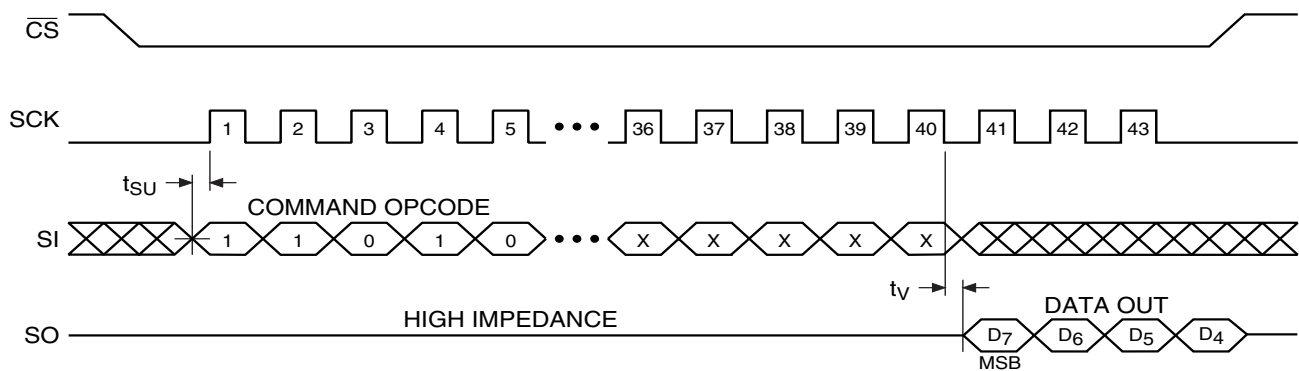 CS
SCK
1 2 3 4 5 ••• 36 37 38 39 40 41 42 43
tSU
COMMAND OPCODE
SI
1 1 0 1 0 ••• X X X X X
tV
DATA OUT
HIGH IMPEDANCE
SO
D7 D6 D5 D4
MSB